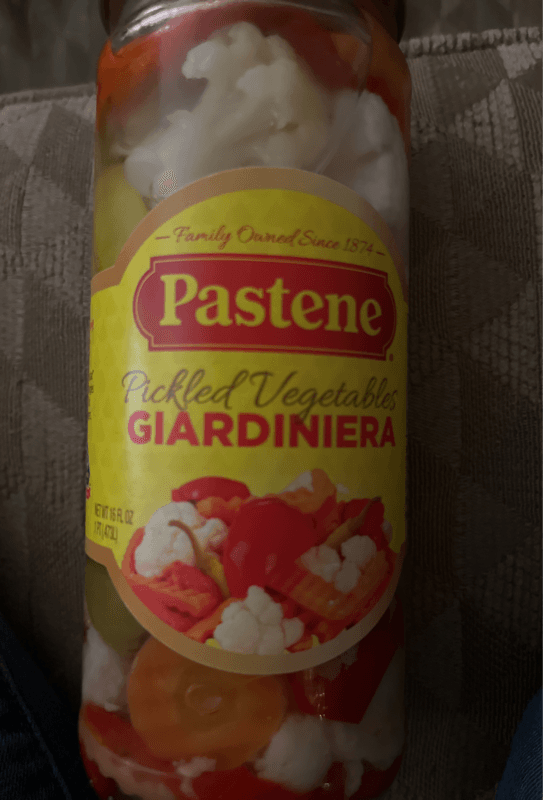 Family Owned Since 1874
Pastene
®
Pickled Vegetables
GIARDINIERA
NET WT 16 FL OZ